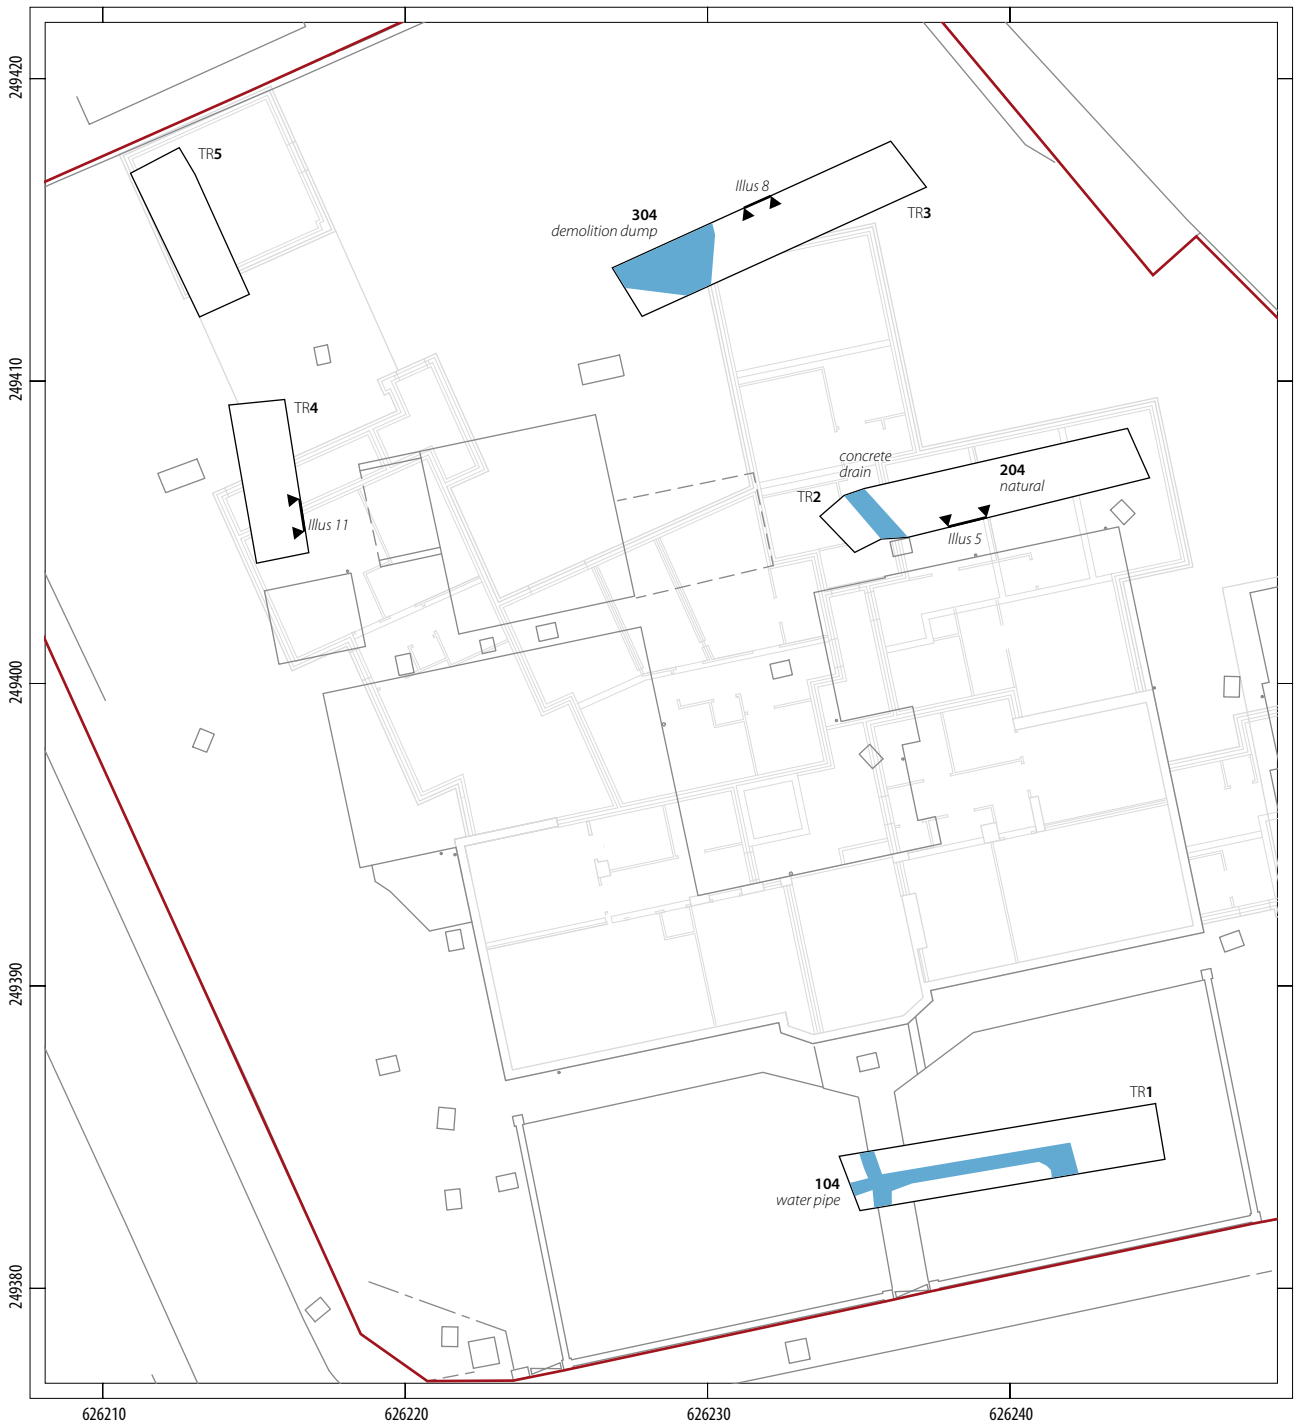 249420
249410
249400
249390
249380
TR5
Illus 8
304
demolition dump
TR3
TR4
Illus 11
concrete
drain
TR2
204
natural
Illus 5
TR1
104
water pipe
626210
626220
626230
626240